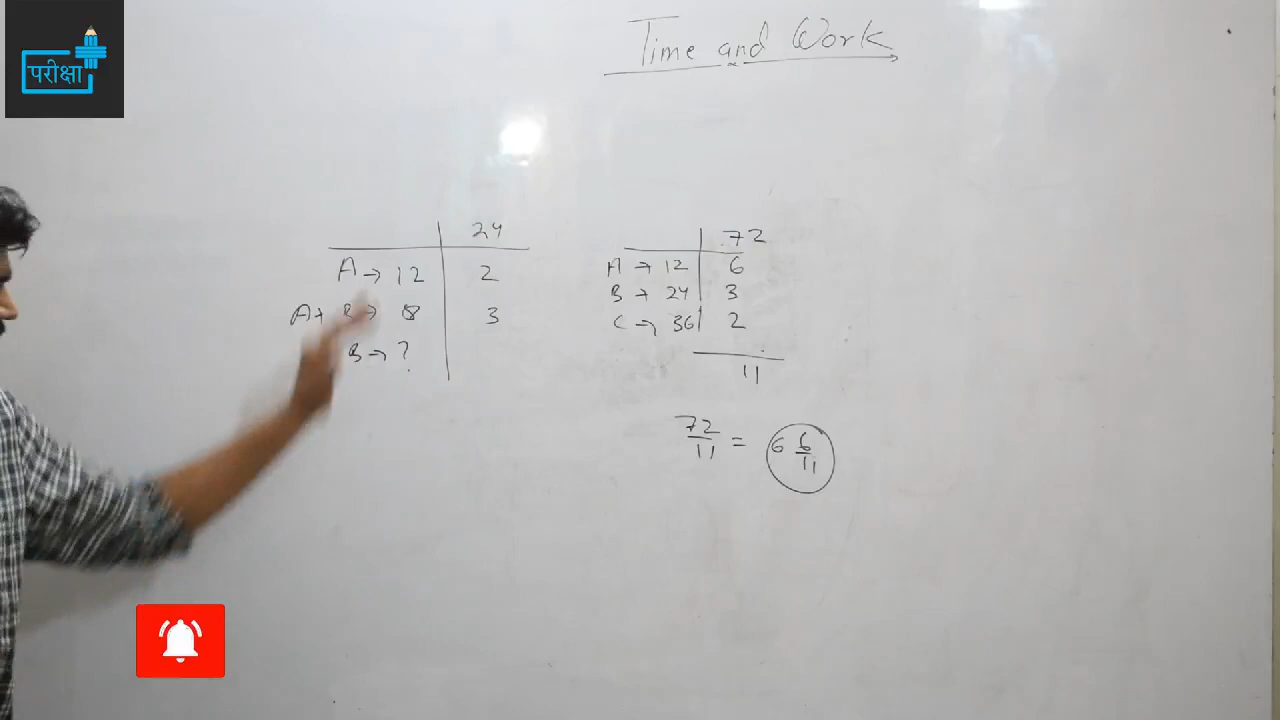 परीक्षा
Time and Work
24
A → 12 2
A+ B → 8 3
B → ?
72
A → 12 6
B → 24 3
C → 36 2
11
72/11 = 6 6/11